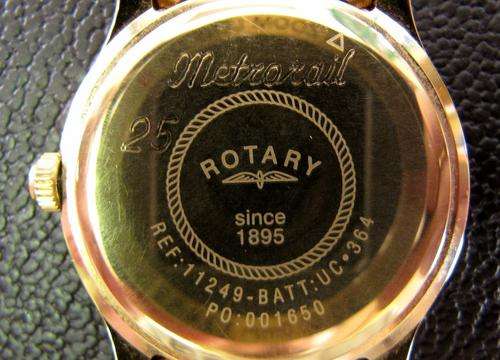 Metrorail
25
ROTARY
since
1895
REF:11249-BATT:UC•364
PO:001650